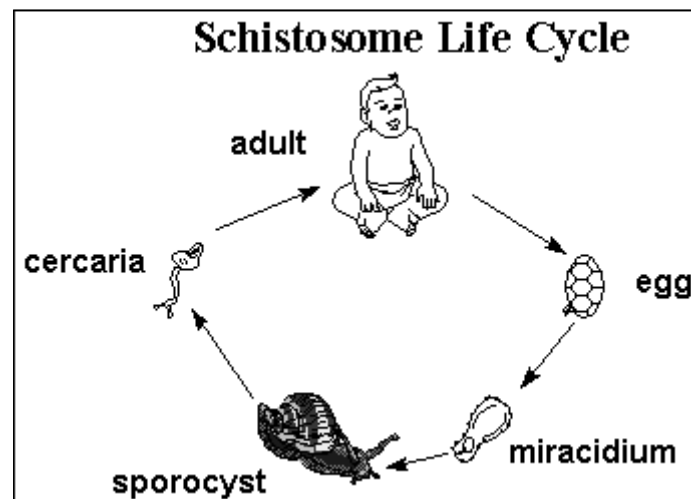 Schistosome Life Cycle
adult
cercaria
egg
miracidium
sporocyst